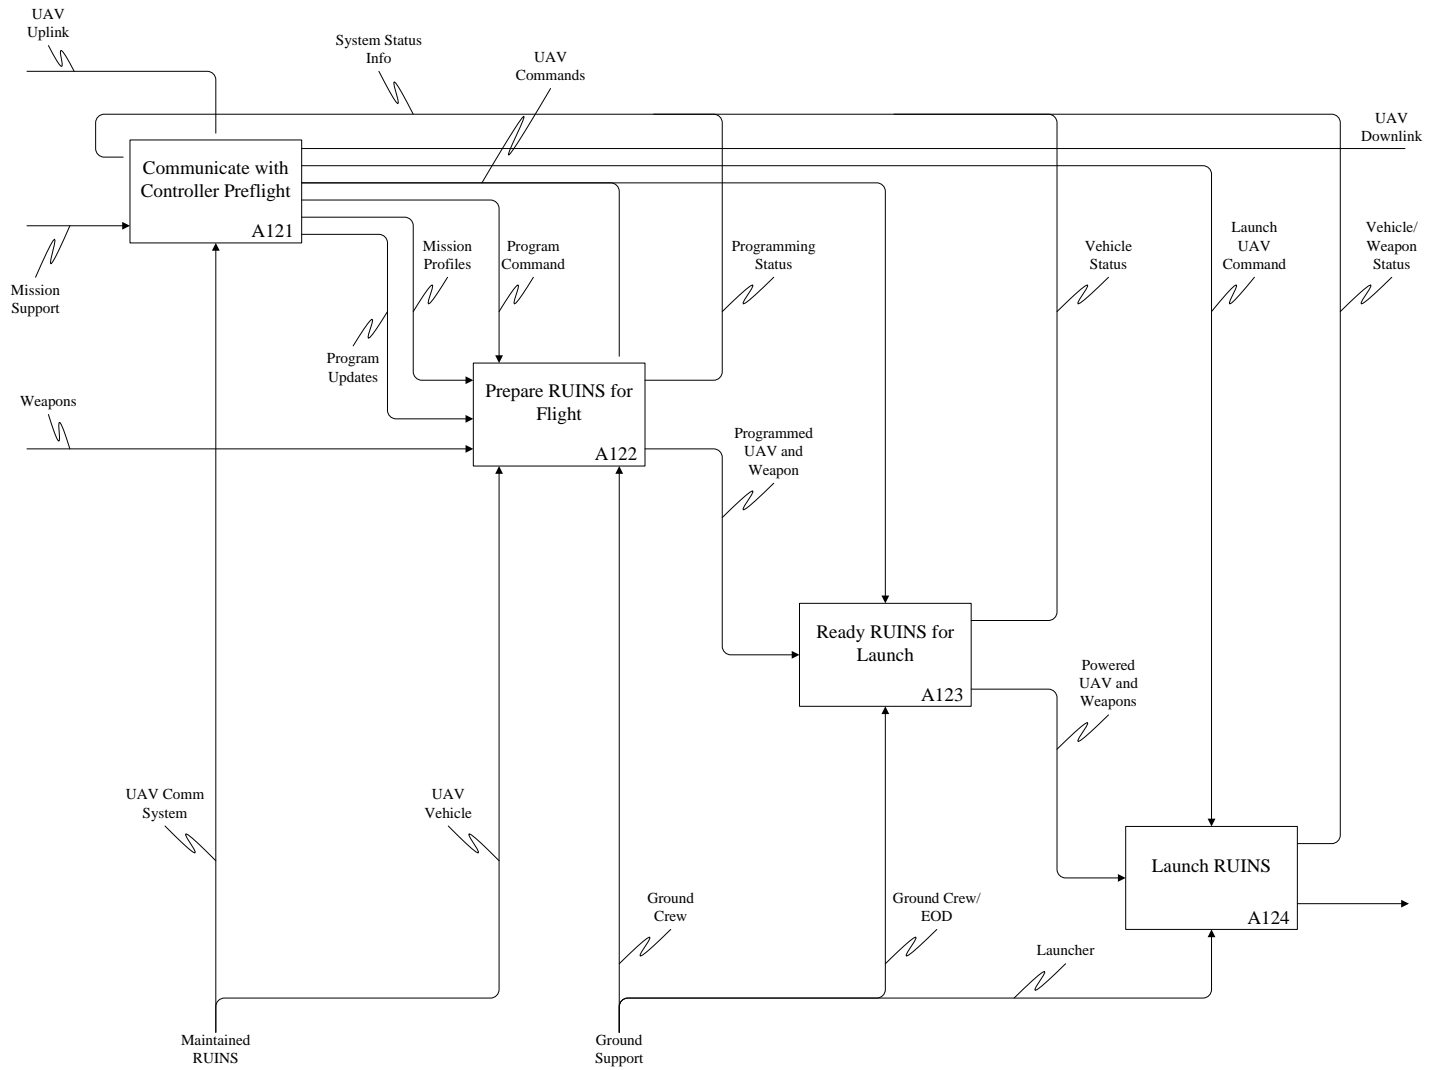 UAV
Uplink
System Status
Info
UAV
Commands
UAV
Downlink
Communicate with
Controller Preflight
A121
Mission
Support
Mission
Profiles
Program
Command
Programming
Status
Vehicle
Status
Launch
UAV
Command
Vehicle/
Weapon
Status
Program
Updates
Weapons
Prepare RUINS for
Flight
A122
Programmed
UAV and
Weapon
Ready RUINS for
Launch
A123
Powered
UAV and
Weapons
UAV Comm
System
UAV
Vehicle
Launch RUINS
A124
Ground
Crew
Ground Crew/
EOD
Launcher
Maintained
RUINS
Ground
Support